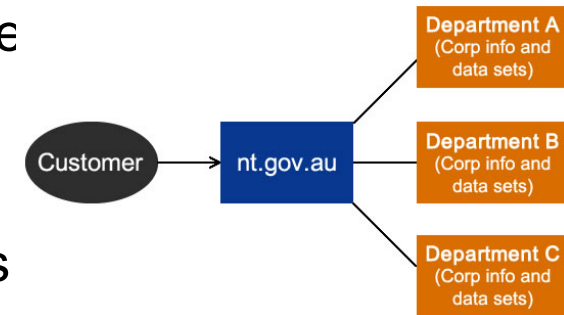 e
Department A
(Corp info and
data sets)
Customer
nt.gov.au
Department B
(Corp info and
data sets)
s
Department C
(Corp info and
data sets)